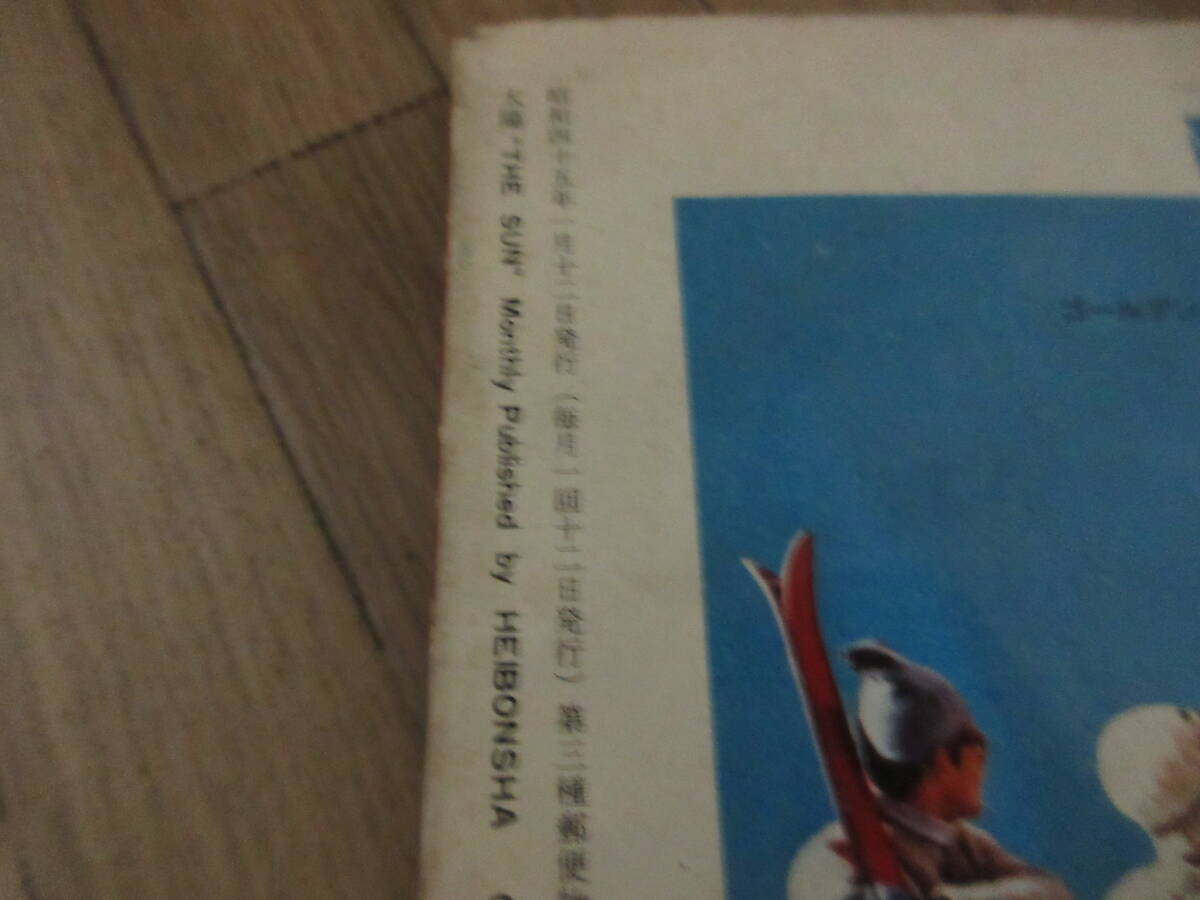 昭和四十五年一月十二日発行（毎月一回十二日発行）第三種郵便
太陽 "THE SUN" Monthly Published by HEIBONSHA